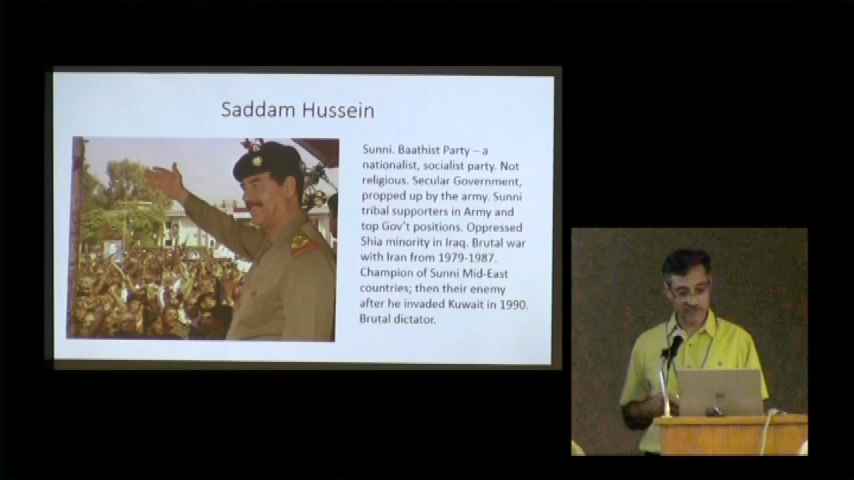 Saddam Hussein
Sunni. Baathist Party – a
nationalist, socialist party. Not
religious. Secular Government,
propped up by the army. Sunni
tribal supporters in Army and
top Gov't positions. Oppressed
Shia minority in Iraq. Brutal war
with Iran from 1979-1987.
Champion of Sunni Mid-East
countries; then their enemy
after he invaded Kuwait in 1990.
Brutal dictator.